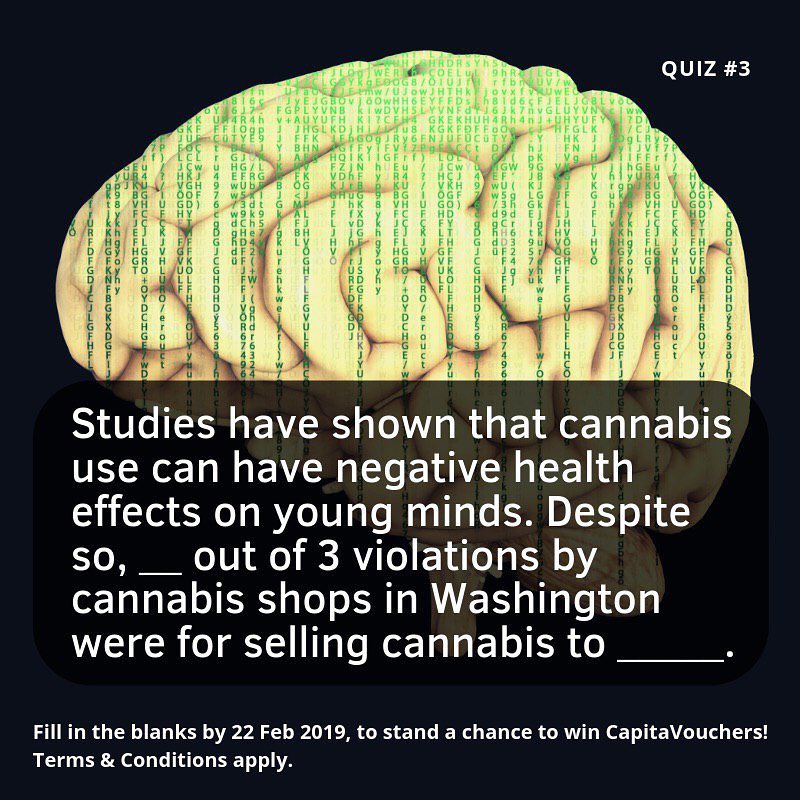 QUIZ #3
Studies have shown that cannabis
use can have negative health
effects on young minds. Despite
so, __ out of 3 violations by
cannabis shops in Washington
were for selling cannabis to _____.
Fill in the blanks by 22 Feb 2019, to stand a chance to win CapitaVouchers!
Terms & Conditions apply.